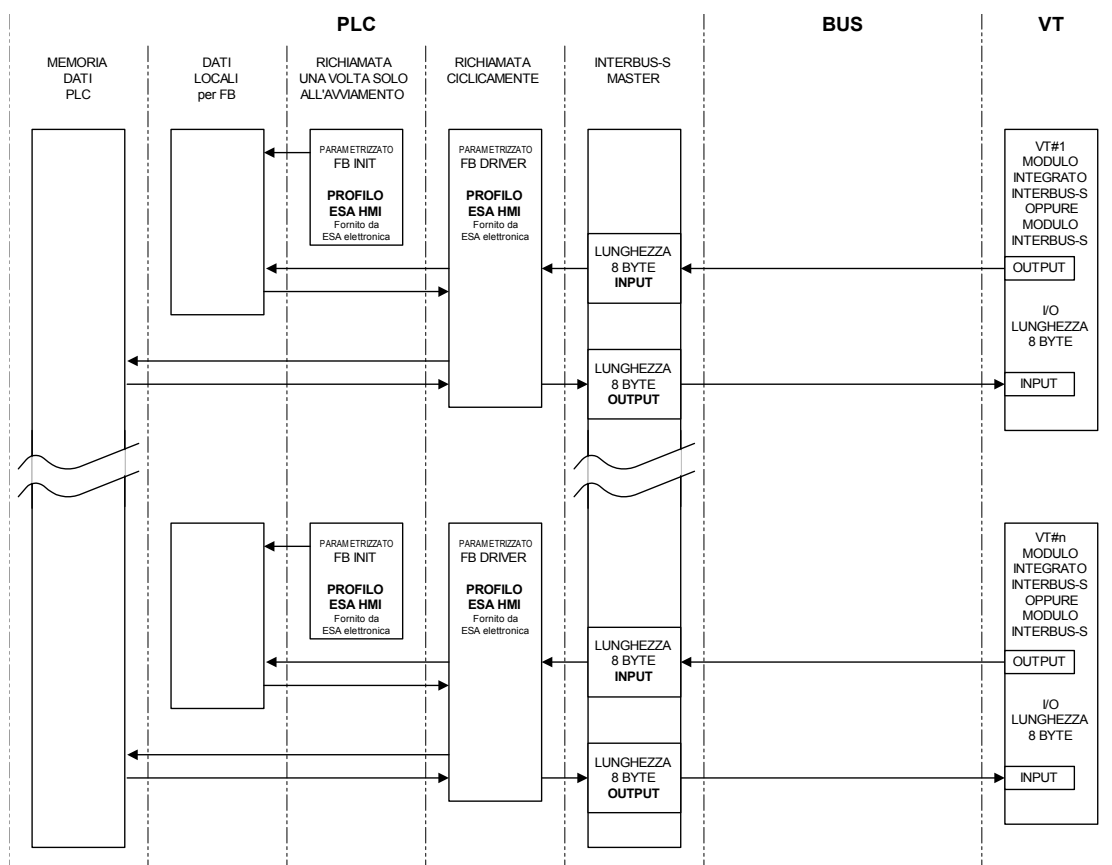 PLC
BUS
VT
MEMORIA
DATI
PLC
DATI
LOCALI
per FB
RICHIAMATA
UNA VOLTA SOLO
ALL'AVVIAMENTO
RICHIAMATA
CICLICAMENTE
INTERBUS-S
MASTER
PARAMETRIZZATO
FB INIT
PROFILO
ESA HMI
Fornito da
ESA elettronica
PARAMETRIZZATO
FB DRIVER
PROFILO
ESA HMI
Fornito da
ESA elettronica
LUNGHEZZA
8 BYTE
INPUT
LUNGHEZZA
8 BYTE
OUTPUT
VT#1
MODULO
INTEGRATO
INTERBUS-S
OPPURE
MODULO
INTERBUS-S
OUTPUT
I/O
LUNGHEZZA
8 BYTE
INPUT
PARAMETRIZZATO
FB INIT
PROFILO
ESA HMI
Fornito da
ESA elettronica
PARAMETRIZZATO
FB DRIVER
PROFILO
ESA HMI
Fornito da
ESA elettronica
LUNGHEZZA
8 BYTE
INPUT
LUNGHEZZA
8 BYTE
OUTPUT
VT#n
MODULO
INTEGRATO
INTERBUS-S
OPPURE
MODULO
INTERBUS-S
OUTPUT
I/O
LUNGHEZZA
8 BYTE
INPUT